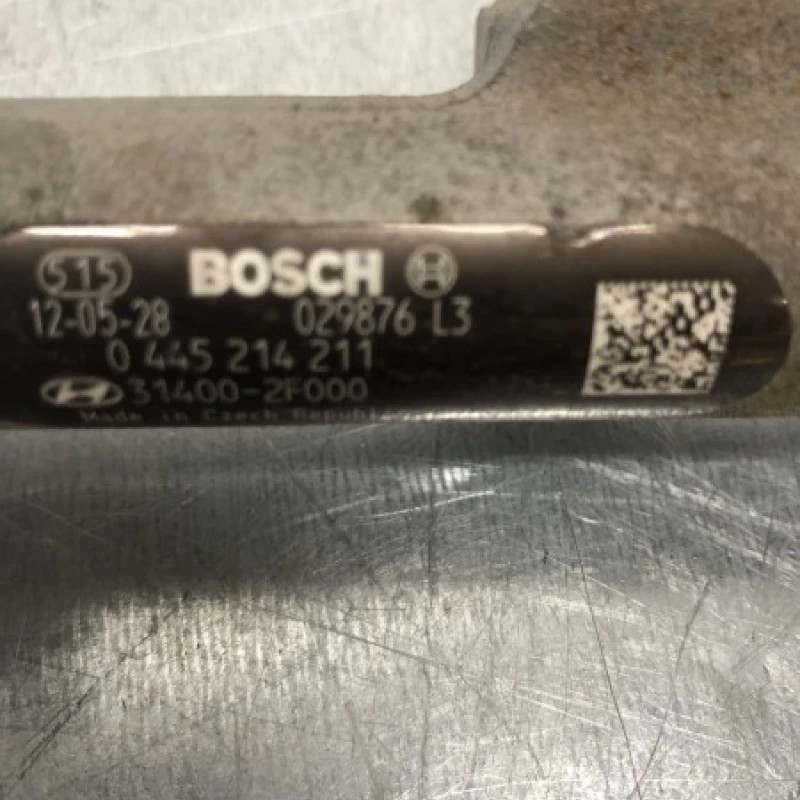 515 BOSCH
12-05-28 029876 L3
0 445 214 211
31400-2F000
Made in Czech Republic